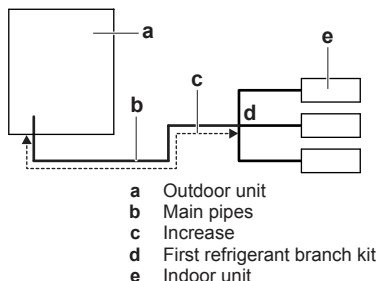 a
e
c
b
d
a Outdoor unit
b Main pipes
c Increase
d First refrigerant branch kit
e Indoor unit